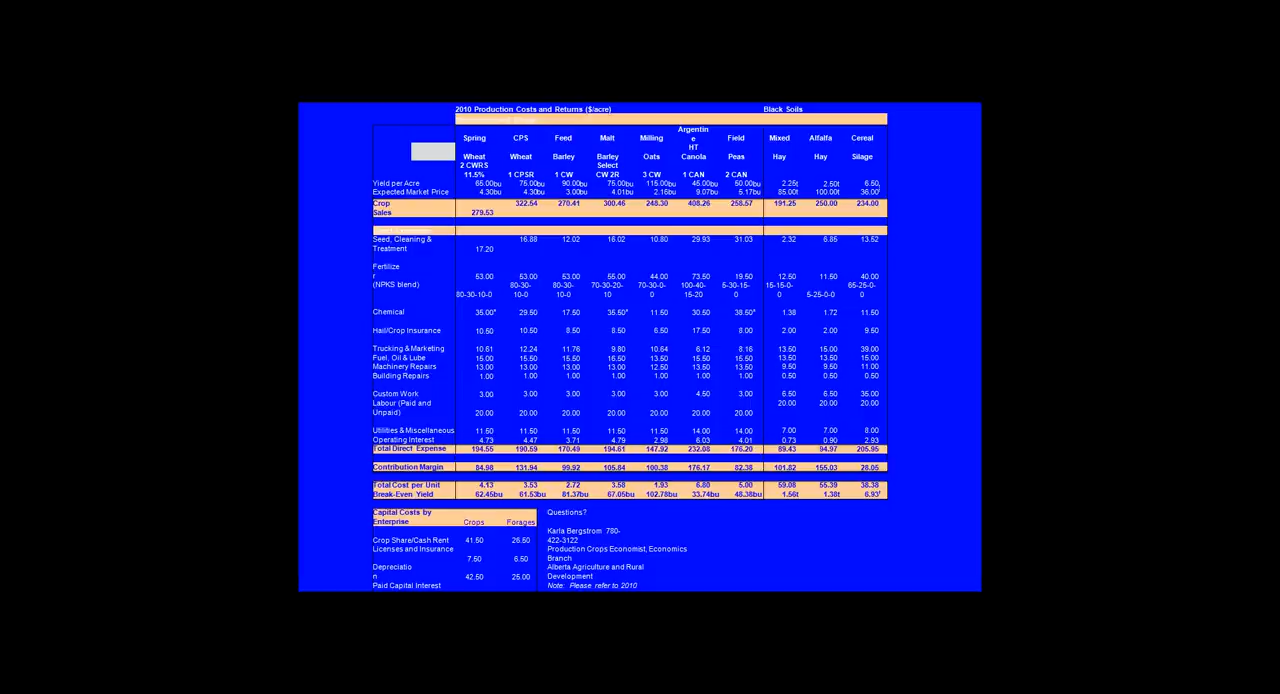 2010 Production Costs and Returns ($/acre) Black Soils
Spring CPS Feed Malt Milling Argentin e HT Field Mixed Alfalfa Cereal
Wheat Wheat Barley Barley Oats Canola Peas Hay Hay Silage
2 CWRS Select
11.5% 1 CPSR 1 CW CW 2R 3 CW 1 CAN 2 CAN
Yield per Acre 65.00bu 75.00bu 90.00bu 75.00bu 115.00bu 45.00bu 50.00bu 2.25t 2.50t 6.50t
Expected Market Price 4.30bu 4.30bu 3.00bu 4.01bu 2.16bu 9.07bu 5.17bu 85.00t 100.00t 36.00t
Crop 322.54 270.41 300.46 248.30 408.26 258.57 191.25 250.00 234.00
Sales 279.53
Seed, Cleaning & 16.88 12.02 16.02 10.80 29.93 31.03 2.32 6.85 13.52
Treatment 17.20
Fertilize
r 53.00 53.00 53.00 55.00 44.00 73.50 19.50 12.50 11.50 40.00
(NPKS blend) 80-30- 80-30- 70-30-20- 70-30-0- 100-40- 5-30-15- 15-15-0- 65-25-0-
80-30-10-0 10-0 10-0 10 0 15-20 0 0 5-25-0-0 0
Chemical 35.00* 29.50 17.50 35.50* 11.50 30.50 38.50* 1.38 1.72 11.50
Hail/Crop Insurance 10.50 10.50 8.50 8.50 6.50 17.50 8.00 2.00 2.00 9.50
Trucking & Marketing 10.61 12.24 11.76 9.80 10.64 6.12 8.16 13.50 15.00 39.00
Fuel, Oil & Lube 15.00 15.50 15.50 16.50 13.50 15.50 15.50 13.50 13.50 15.00
Machinery Repairs 13.00 13.00 13.00 13.00 12.50 13.50 13.50 9.50 9.50 11.00
Building Repairs 1.00 1.00 1.00 1.00 1.00 1.00 1.00 0.50 0.50 0.50
Custom Work 3.00 3.00 3.00 3.00 3.00 4.50 3.00 6.50 6.50 35.00
Labour (Paid and 20.00 20.00 20.00
Unpaid) 20.00 20.00 20.00 20.00 20.00 20.00 20.00
Utilities & Miscellaneous 11.50 11.50 11.50 11.50 11.50 14.00 14.00 7.00 7.00 8.00
Operating Interest 4.73 4.47 3.71 4.79 2.98 6.03 4.01 0.73 0.90 2.93
Total Direct Expense 194.55 190.59 170.49 194.61 147.92 232.08 176.20 89.43 94.97 205.95
Contribution Margin 84.98 131.94 99.92 105.84 100.38 176.17 82.38 101.82 155.03 28.05
Total Cost per Unit 4.13 3.53 2.72 3.58 1.93 6.80 5.00 59.08 55.39 38.38
Break-Even Yield 62.45bu 61.53bu 81.37bu 67.05bu 102.78bu 33.74bu 48.38bu 1.56t 1.38t 6.93t
Capital Costs by
Enterprise Crops Forages
Crop Share/Cash Rent 41.50 26.50
Licenses and Insurance
7.50 6.50
Depreciatio
n 42.50 25.00
Paid Capital Interest
Questions?
Karla Bergstrom 780-
422-3122
Production Crops Economist, Economics
Branch
Alberta Agriculture and Rural
Development
Note: Please refer to 2010